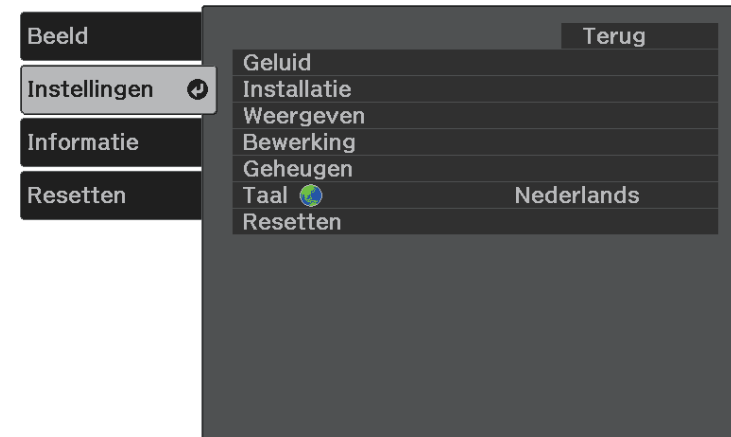 Beeld
Instellingen
Informatie
Resetten
Terug
Geluid
Installatie
Weergeven
Bewerking
Geheugen
Taal Nederlands
Resetten